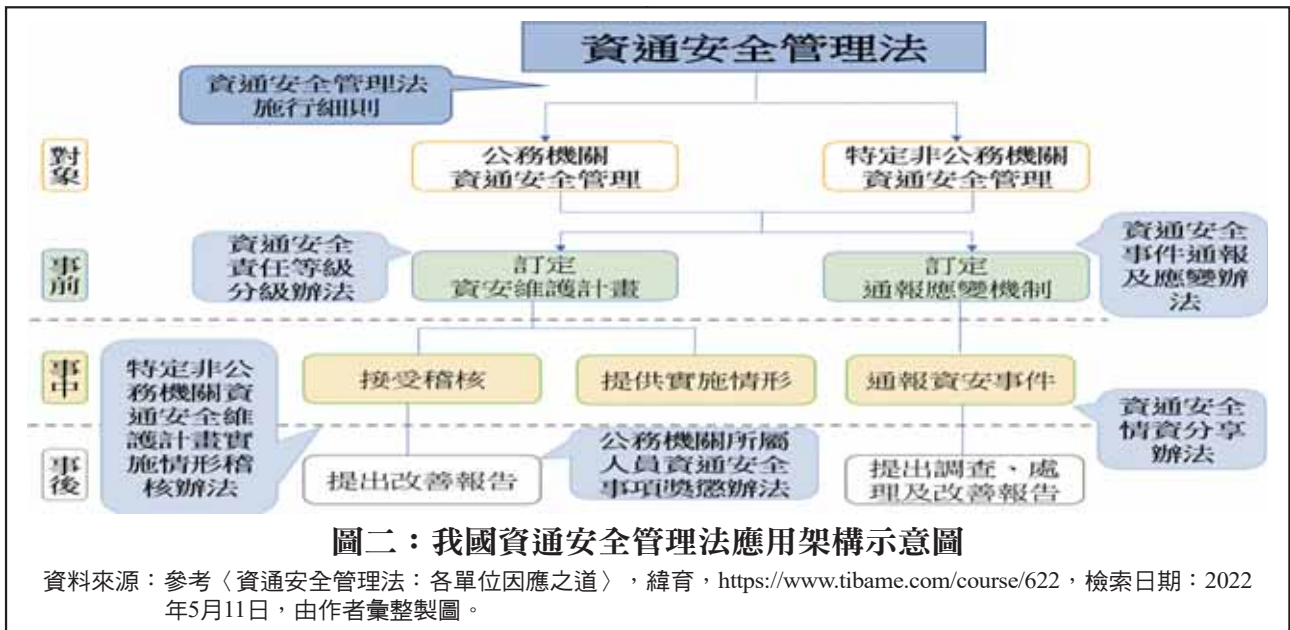 資通安全管理法
資通安全管理法
施行細則
對
象
公務機關
資通安全管理
特定非公務機關
資通安全管理
事
前
資通安全
責任等級
分級辦法
訂定
資安維護計畫
訂定
通報應變機制
資通安全
事件通報
及應變辦
法
事
中
特定非公
務機關資
通安全維
護計畫實
施情形稽
核辦法
接受稽核
提供實施情形
通報資安事件
資通安全
情資分享
辦法
事
後
提出改善報告
公務機關所屬
人員資通安全
事項獎懲辦法
提出調查、處
理及改善報告
圖二：我國資通安全管理法應用架構示意圖
資料來源：參考〈資通安全管理法：各單位因應之道〉，緯育，https://www.tibame.com/course/622，檢索日期：2022
年5月11日，由作者彙整製圖。